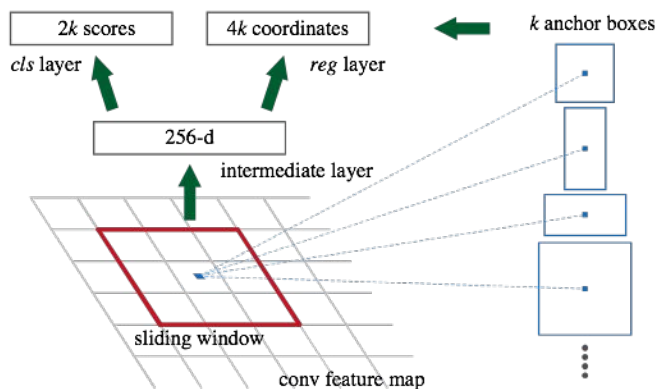 2k scores
4k coordinates
k anchor boxes
cls layer
reg layer
256-d
intermediate layer
sliding window
conv feature map